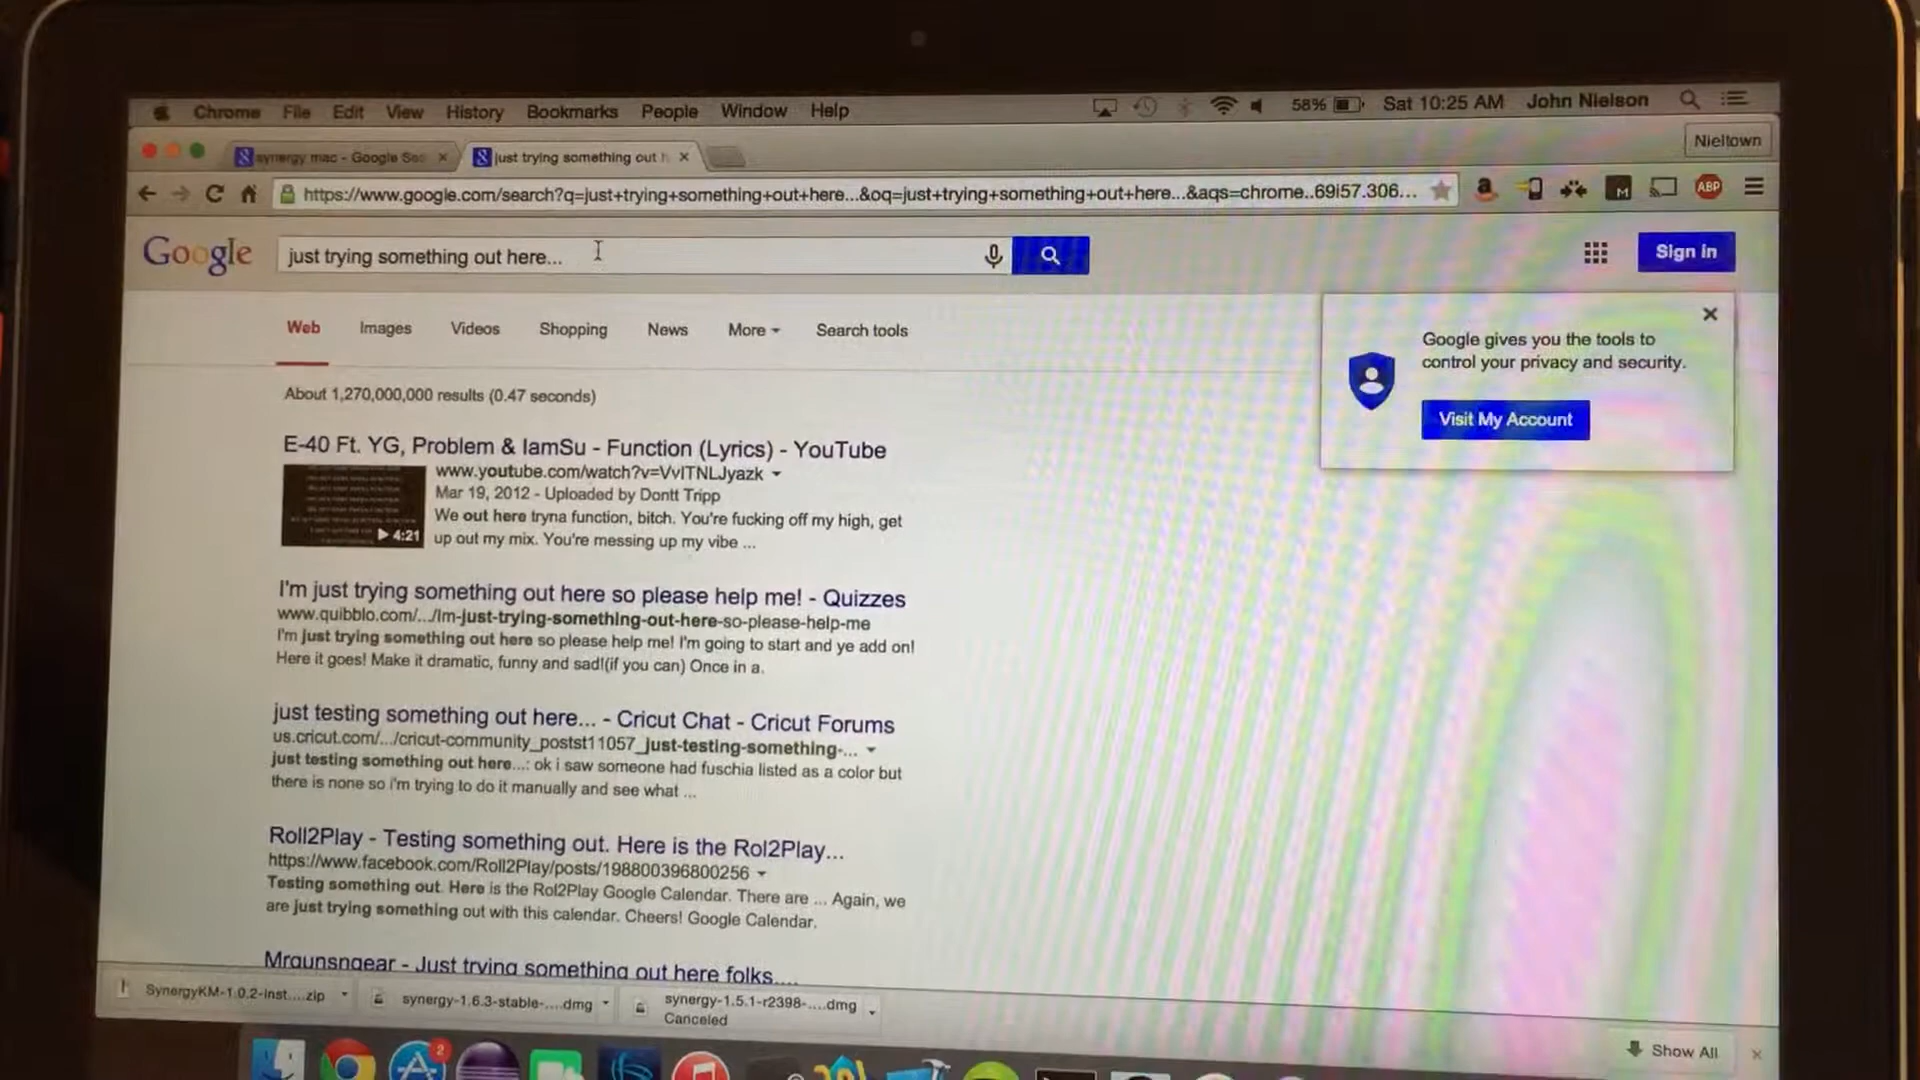 Chrome File Edit View History Bookmarks People Window Help 58% Sat 10:25 AM John Nielson
synergy mac - Google Sea just trying something out h Nieltown
https://www.google.com/search?q=just+trying+something+out+here...&oq=just+trying+something+out+here...&aqs=chrome..69i57.306... ABP
Google just trying something out here... Sign in
Web Images Videos Shopping News More Search tools
Google gives you the tools to
control your privacy and security.
Visit My Account
About 1,270,000,000 results (0.47 seconds)
E-40 Ft. YG, Problem & IamSu - Function (Lyrics) - YouTube
www.youtube.com/watch?v=VvITNLJyazk
Mar 19, 2012 - Uploaded by Dontt Tripp
We out here tryna function, bitch. You're fucking off my high, get
up out my mix. You're messing up my vibe ...
4:21
I'm just trying something out here so please help me! - Quizzes
www.quibblo.com/.../Im-just-trying-something-out-here-so-please-help-me
I'm just trying something out here so please help me! I'm going to start and ye add on!
Here it goes! Make it dramatic, funny and sad!(if you can) Once in a.
just testing something out here... - Cricut Chat - Cricut Forums
us.cricut.com/.../cricut-community_postst11057_just-testing-something-...
just testing something out here...: ok i saw someone had fuschia listed as a color but
there is none so i'm trying to do it manually and see what ...
Roll2Play - Testing something out. Here is the Rol2Play...
https://www.facebook.com/Roll2Play/posts/198800396800256
Testing something out. Here is the Rol2Play Google Calendar. There are ... Again, we
are just trying something out with this calendar. Cheers! Google Calendar.
Mrgunsngear - Just trying something out here folks....
SynergyKM-1.0.2-inst....zip synergy-1.6.3-stable-....dmg synergy-1.5.1-r2398-....dmg
Canceled
Show All
2